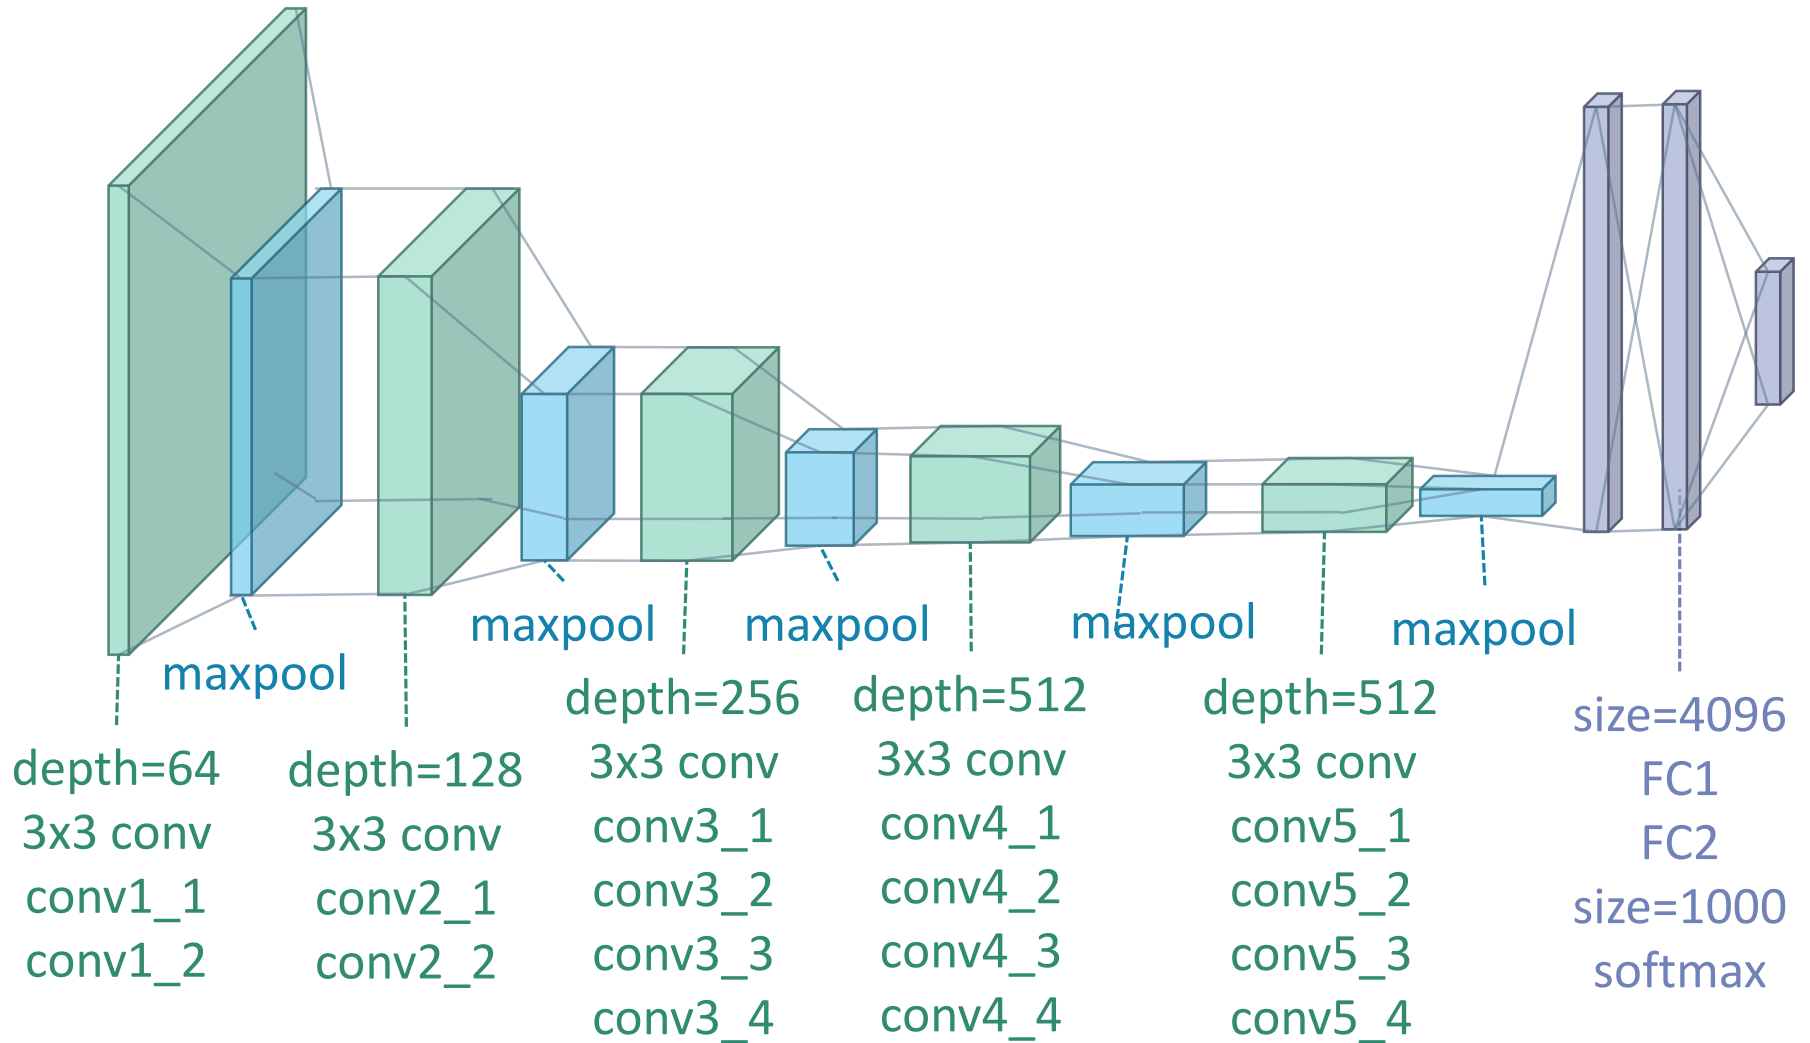 maxpool
maxpool
maxpool
maxpool
maxpool
depth=64
3x3 conv
conv1_1
conv1_2
depth=128
3x3 conv
conv2_1
conv2_2
depth=256
3x3 conv
conv3_1
conv3_2
conv3_3
conv3_4
depth=512
3x3 conv
conv4_1
conv4_2
conv4_3
conv4_4
depth=512
3x3 conv
conv5_1
conv5_2
conv5_3
conv5_4
size=4096
FC1
FC2
size=1000
softmax